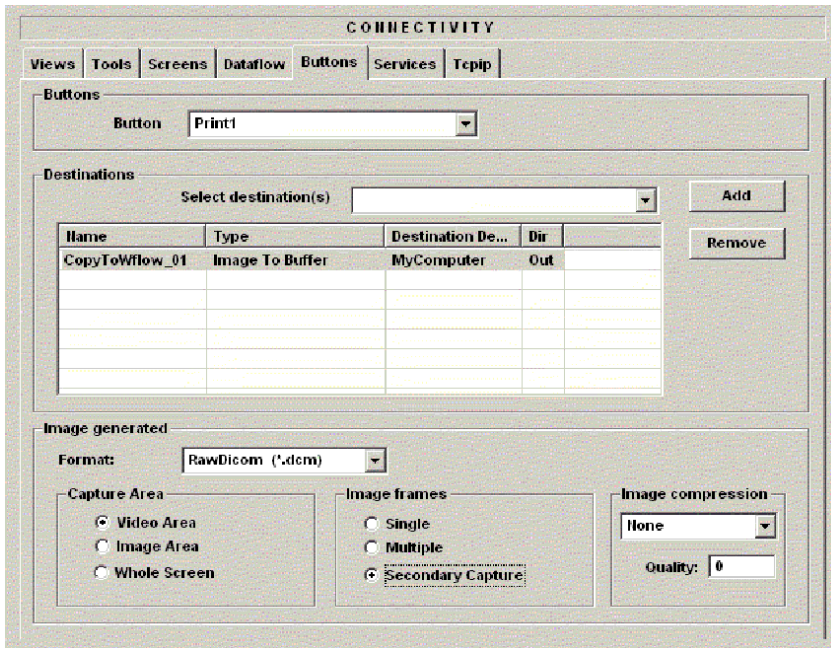 CONNECTIVITY
Views Tools Screens Dataflow Buttons Services Tcpip
Buttons
Button Print1
Destinations
Select destination(s) Add
Name Type Destination De... Dir Remove
CopyToWflow_01 Image To Buffer MyComputer Out
Image generated
Format: RawDicom (*.dcm)
Capture Area Image frames Image compression
Video Area Single None
Image Area Multiple
Whole Screen Secondary Capture Quality: 0